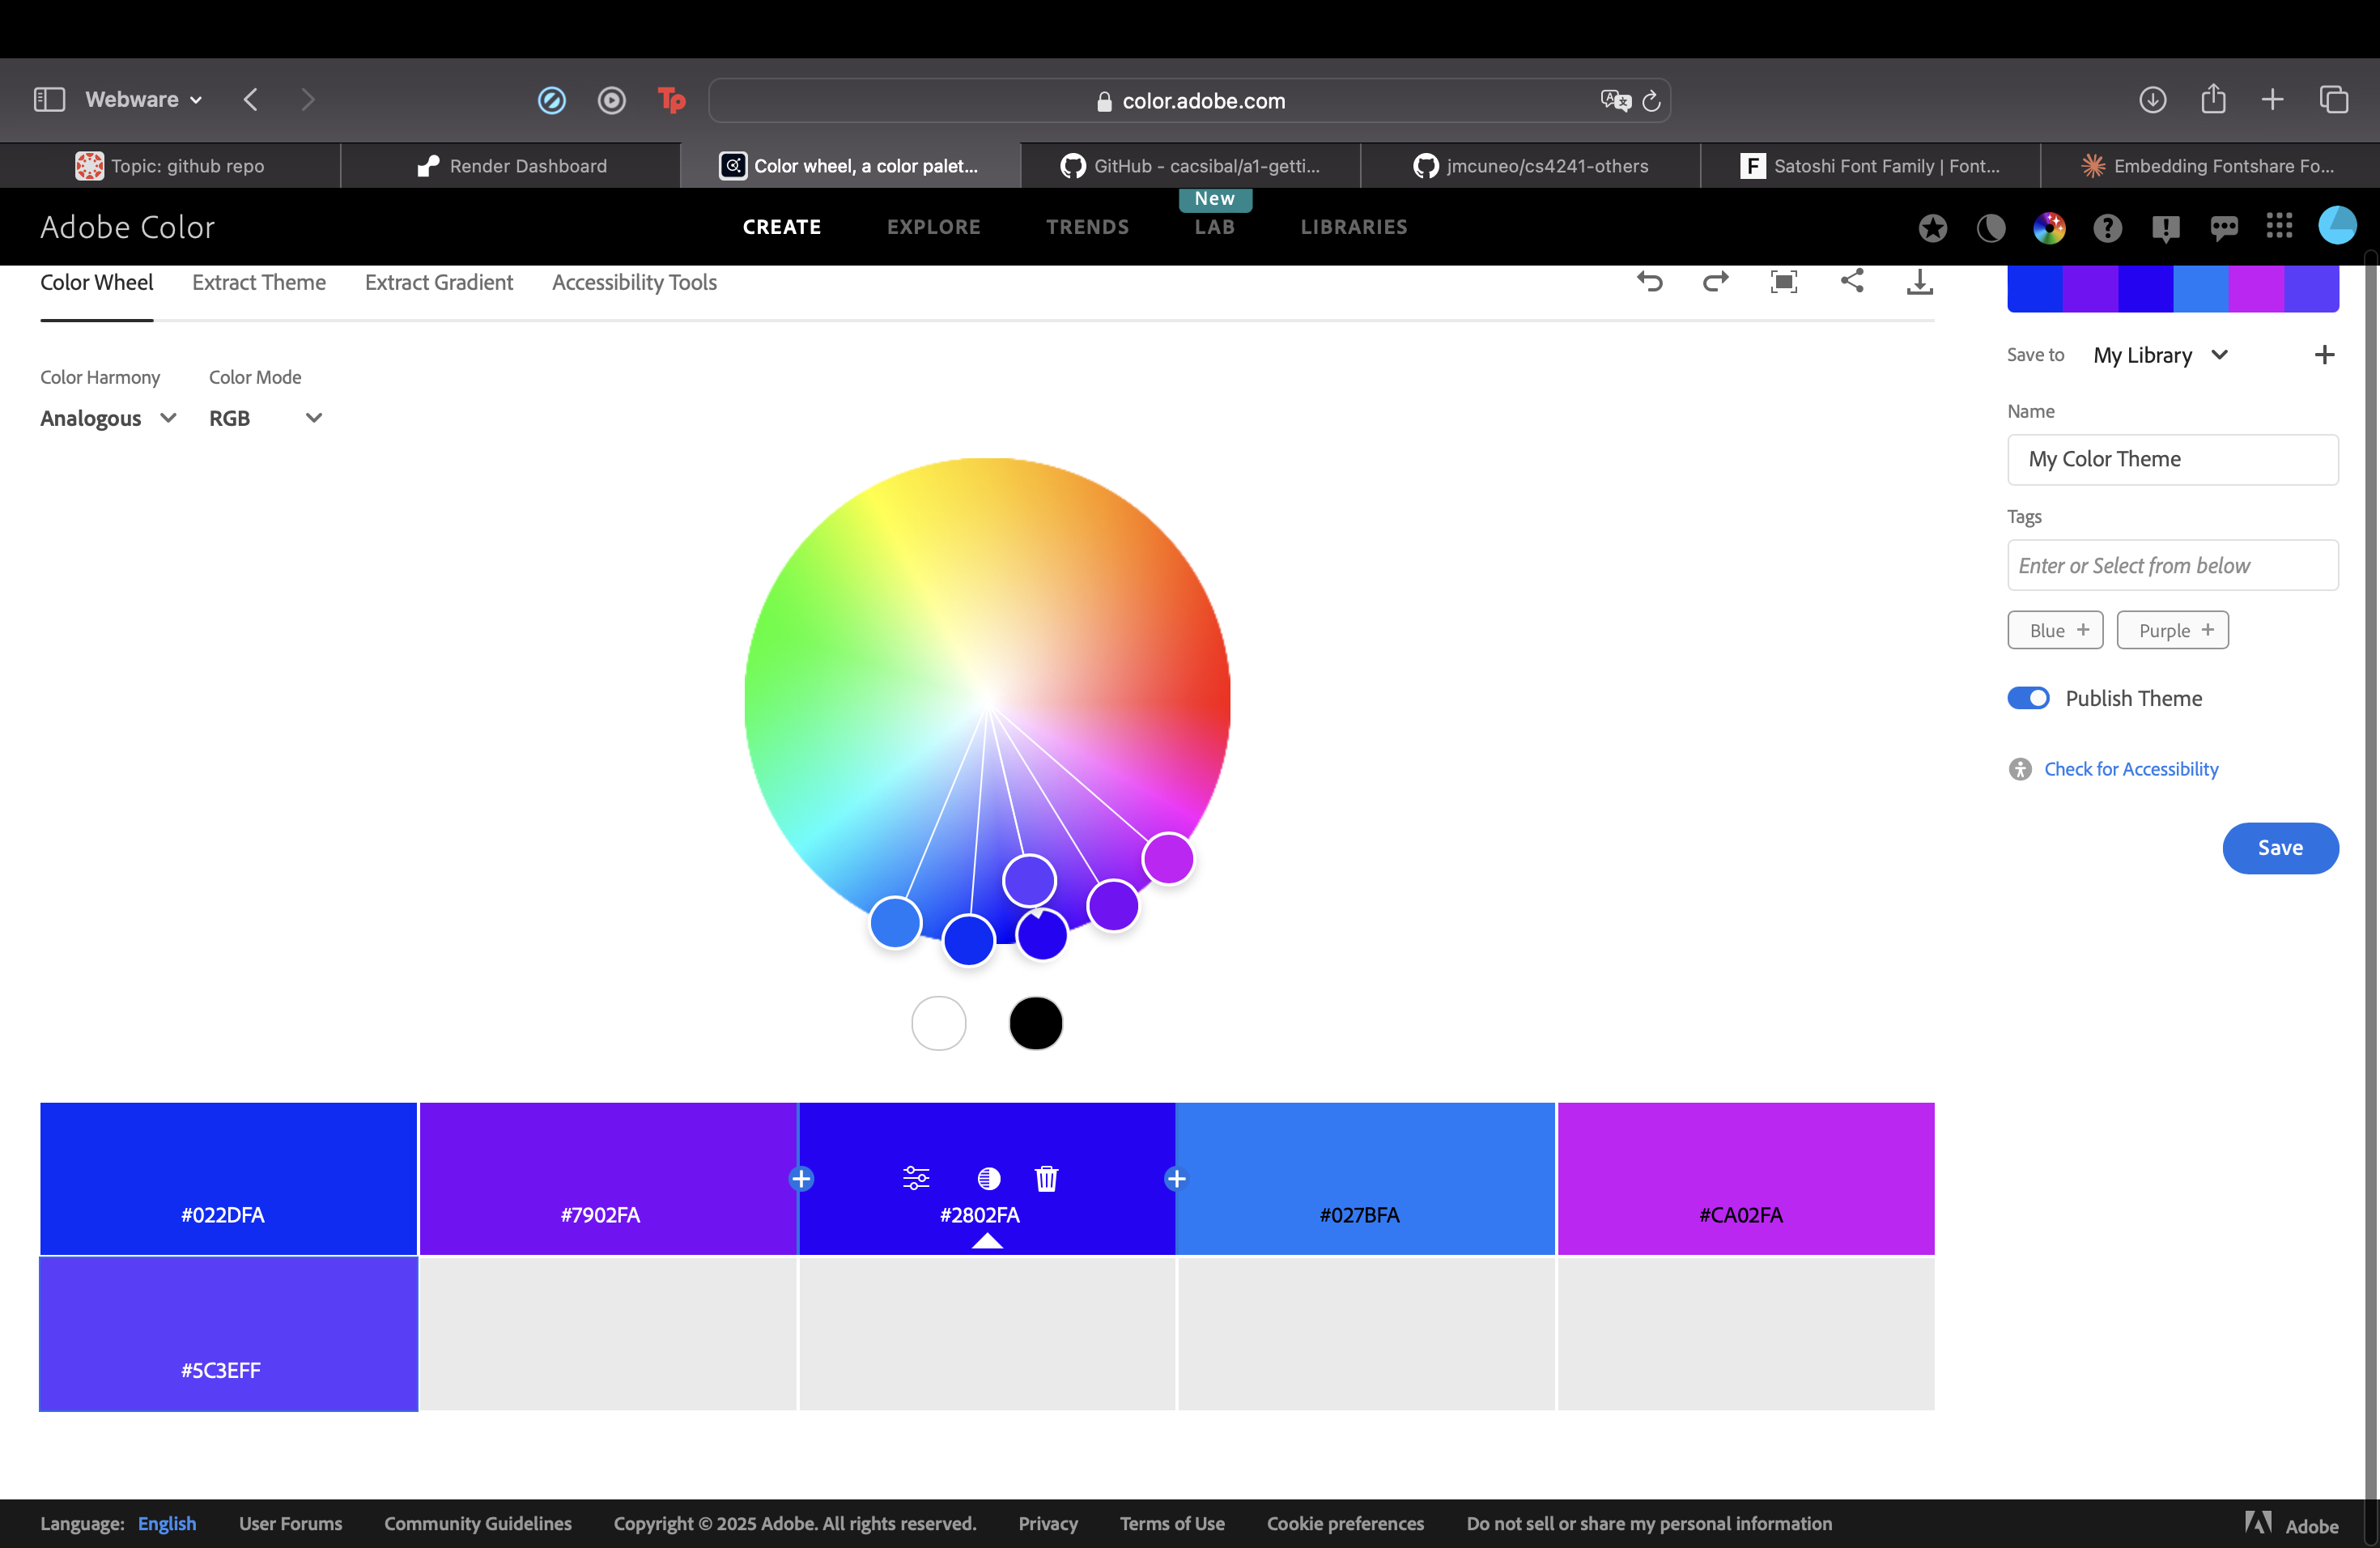 Webware
Tp
color.adobe.com
Topic: github repo
Render Dashboard
Color wheel, a color palet...
GitHub - cacsibal/a1-getti...
jmcuneo/cs4241-others
F
Satoshi Font Family | Font...
Embedding Fontshare Fo...
Adobe Color
CREATE
EXPLORE
TRENDS
New
LAB
LIBRARIES
Color Wheel
Extract Theme
Extract Gradient
Accessibility Tools
Color Harmony
Color Mode
Analogous
RGB
Save to
My Library
Name
My Color Theme
Tags
Enter or Select from below
Blue +
Purple +
Publish Theme
Check for Accessibility
Save
#022DFA
#7902FA
#2802FA
#027BFA
#CA02FA
#5C3EFF
Language: English
User Forums
Community Guidelines
Copyright © 2025 Adobe. All rights reserved.
Privacy
Terms of Use
Cookie preferences
Do not sell or share my personal information
Adobe